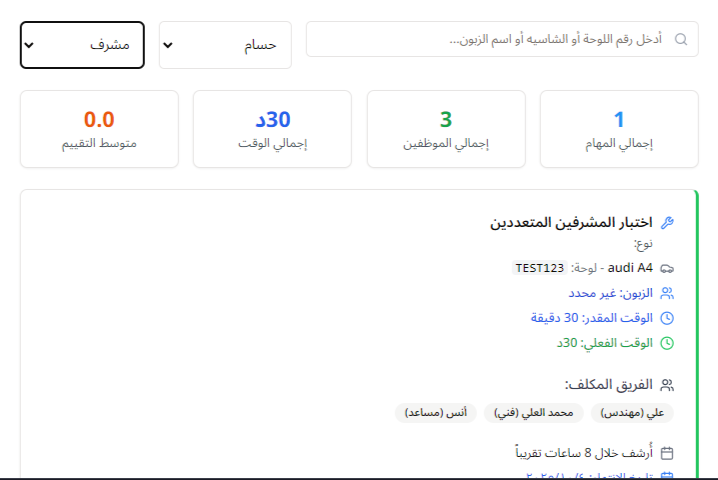 أدخل رقم اللوحة أو الشاسيه أو اسم الزبون...
حسام
مشرف
1
إجمالي المهام
3
إجمالي الموظفين
30د
إجمالي الوقت
0.0
متوسط التقييم
اختبار المشرفين المتعددين
نوع:
audi A4 - لوحة: TEST123
الزبون: غير محدد
الوقت المقدر: 30 دقيقة
الوقت الفعلي: 30د
الفريق المكلف:
علي (مهندس)
محمد العلي (فني)
أنس (مساعد)
أُرشف خلال 8 ساعات تقريباً